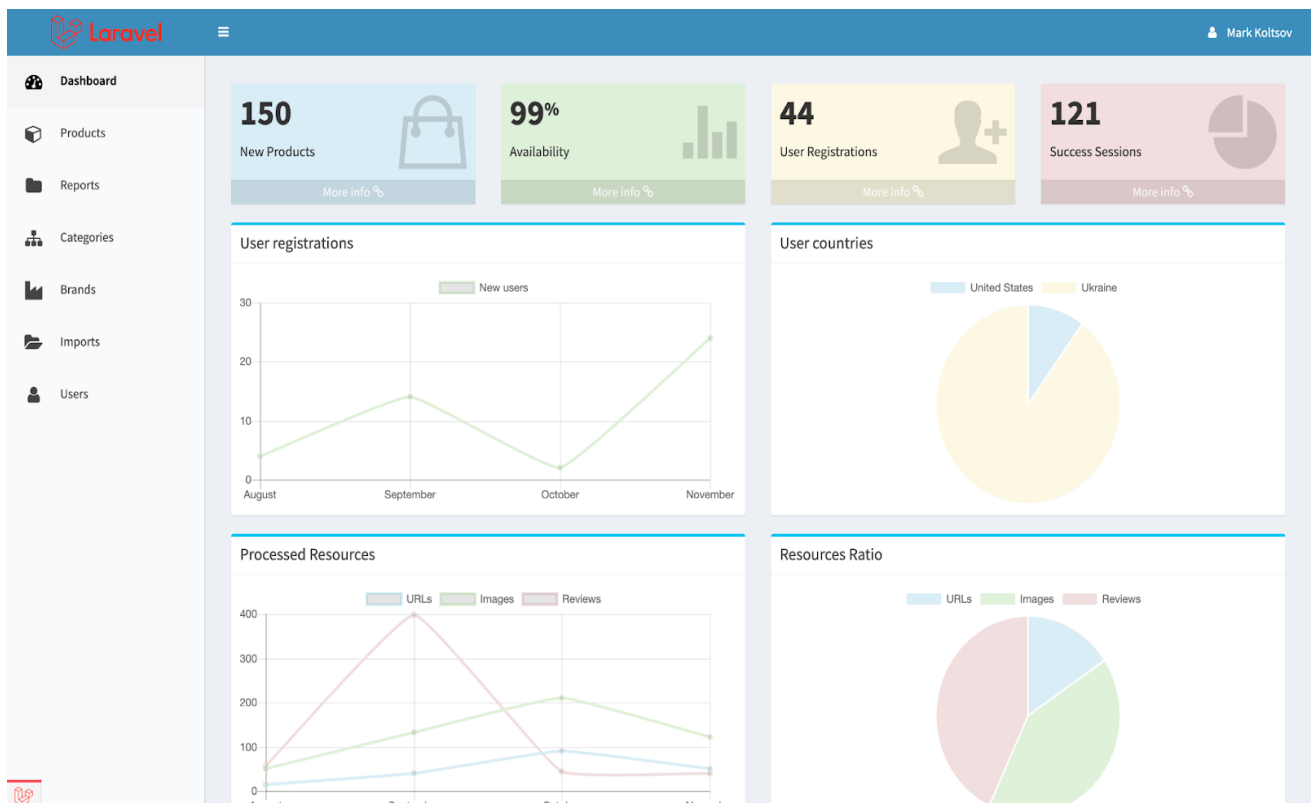 Laravel
Mark Koltsov
Dashboard
Products
Reports
Categories
Brands
Imports
Users
150
New Products
More info
99%
Availability
More info
44
User Registrations
More info
121
Success Sessions
More info
User registrations
New users
30
20
10
0
August September October November
User countries
United States Ukraine
Processed Resources
URLs Images Reviews
400
300
200
100
0
Resources Ratio
URLs Images Reviews